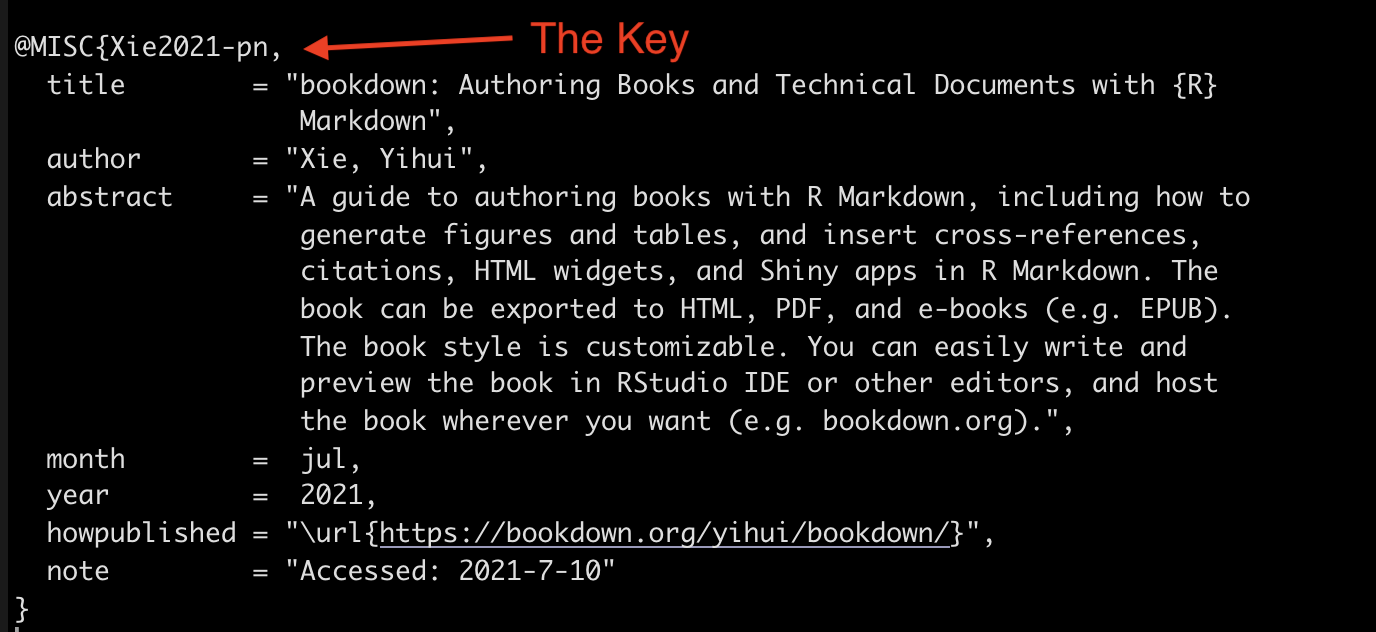 @MISC{Xie2021-pn, The Key
title = "bookdown: Authoring Books and Technical Documents with {R}
Markdown",
author = "Xie, Yihui",
abstract = "A guide to authoring books with R Markdown, including how to
generate figures and tables, and insert cross-references,
citations, HTML widgets, and Shiny apps in R Markdown. The
book can be exported to HTML, PDF, and e-books (e.g. EPUB).
The book style is customizable. You can easily write and
preview the book in RStudio IDE or other editors, and host
the book wherever you want (e.g. bookdown.org).",
month = jul,
year = 2021,
howpublished = "\url{https://bookdown.org/yihui/bookdown/}",
note = "Accessed: 2021-7-10"
}